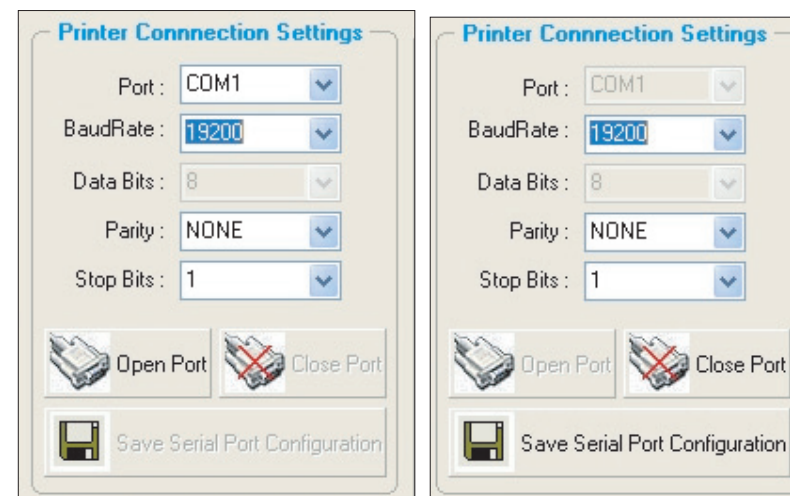 Printer Connnection Settings
Port :
COM1
BaudRate :
19200
Data Bits :
8
Parity :
NONE
Stop Bits :
1
Open Port
Close Port
Save Serial Port Configuration
Printer Connnection Settings
Port :
COM1
BaudRate :
19200
Data Bits :
8
Parity :
NONE
Stop Bits :
1
Open Port
Close Port
Save Serial Port Configuration